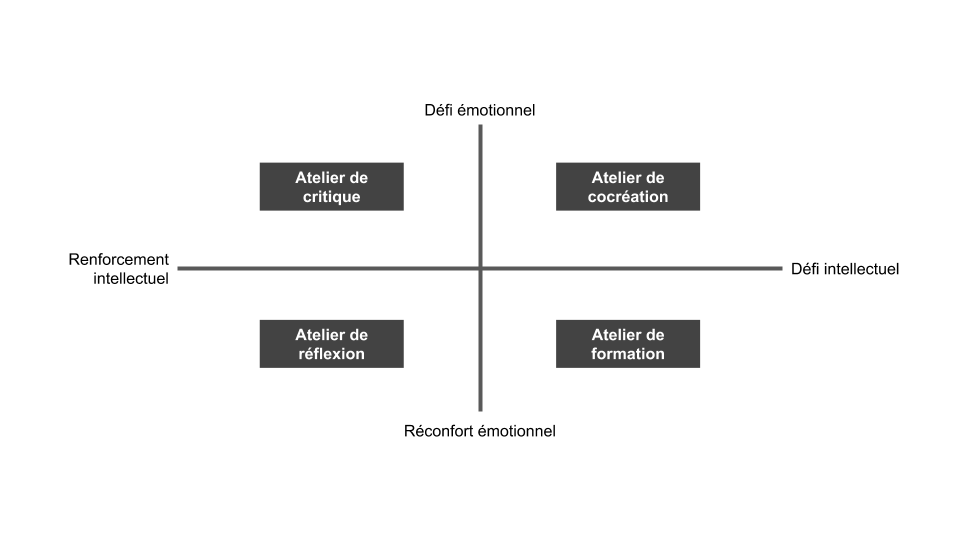 Défi émotionnel
Atelier de
critique
Atelier de
cocréation
Renforcement
intellectuel
Défi intellectuel
Atelier de
réflexion
Atelier de
formation
Réconfort émotionnel